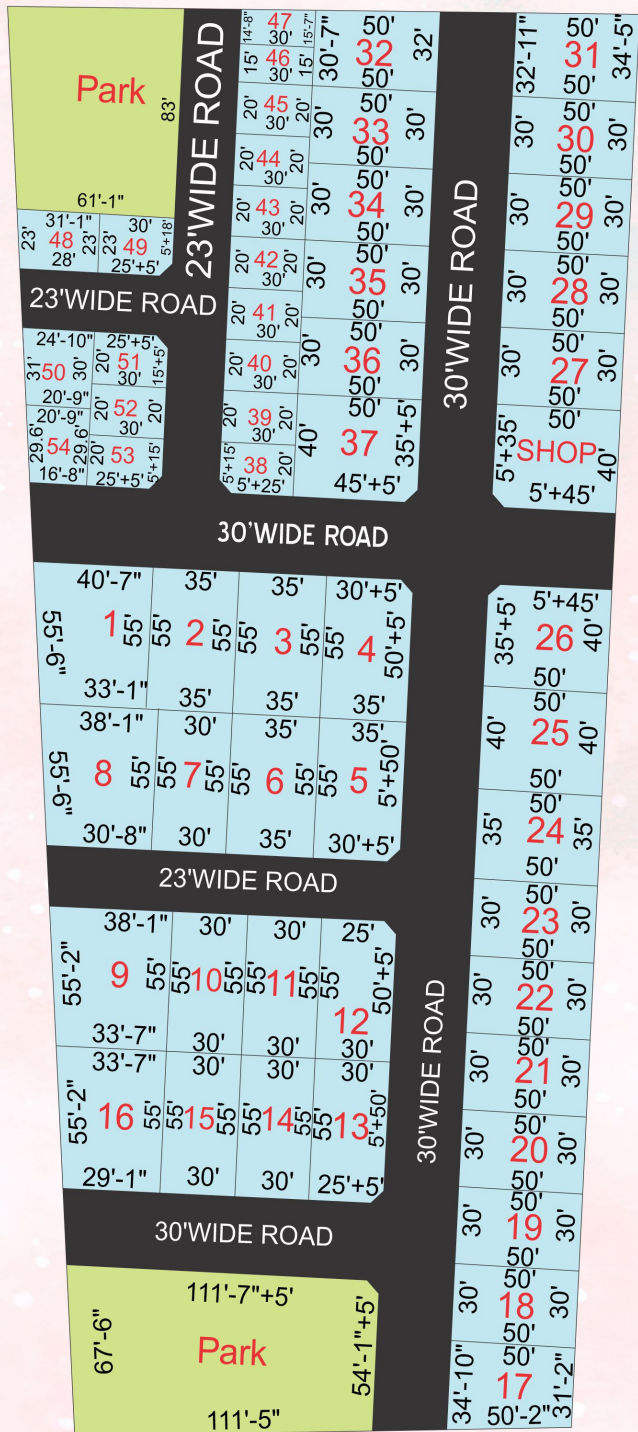 Park
83'
61'-1"
31'-1"
23' 48 23'
28'
30'
23' 49 5'+18'
25'+5'
23'WIDE ROAD
23'WIDE ROAD
24'-10"
31' 50 30'
20'-9"
25'+5'
20' 51 15'+5'
30'
20' 52 20'
20'-9"
29.6' 54 29.6'
16'-8"
20' 53 5'+15'
25'+5'
14'-8" 47 15'-7"
30'
15' 46 15'
30'
20' 45 20'
30'
20' 44 20'
30'
20' 43 20'
30'
20' 42 20'
30'
20' 41 20'
30'
20' 40 20'
30'
20' 39 20'
30'
5'+15' 38 20'
5'+25'
50'
30'-7" 32 32'
50'
50'
30' 33 30'
50'
30' 34 30'
50'
30' 35 30'
50'
50'
30' 36 30'
50'
50'
40' 37 35'+5'
45'+5'
30'WIDE ROAD
50'
32'-11" 31 34'-5"
50'
50'
30' 30 30'
50'
30' 29 30'
50'
50'
30' 28 30'
50'
30' 27 30'
50'
50'
5'+35' SHOP 40'
5'+45'
30'WIDE ROAD
40'-7"
55'-6" 1 55'
33'-1"
35'
55' 2 55'
35'
35'
55' 3 55'
35'
30'+5'
55' 4 50'+5'
35'
38'-1"
55'-6" 8 55'
30'-8"
30'
55' 7 55'
30'
35'
55' 6 55'
35'
35'
55' 5 5'+50'
30'+5'
23'WIDE ROAD
38'-1"
55'-2" 9 55'
33'-7"
30'
55' 10 55'
30'
30'
55' 11 55'
30'
25'
55' 12 50'+5'
30'
33'-7"
55'-2" 16 55'
29'-1"
30'
55' 15 55'
30'
30'
55' 14 55'
30'
30'
55' 13 5'+50'
25'+5'
30'WIDE ROAD
111'-7"+5'
67'-6" Park 54'-1"+5'
111'-5"
30'WIDE ROAD
5'+45'
35'+5' 26 40'
50'
50'
40' 25 40'
50'
50'
35' 24 35'
50'
50'
30' 23 30'
50'
50'
30' 22 30'
50'
50'
30' 21 30'
50'
30' 20 30'
50'
50'
30' 19 30'
50'
50'
30' 18 30'
50'
50'
34'-10" 17 31'-2"
50'-2"